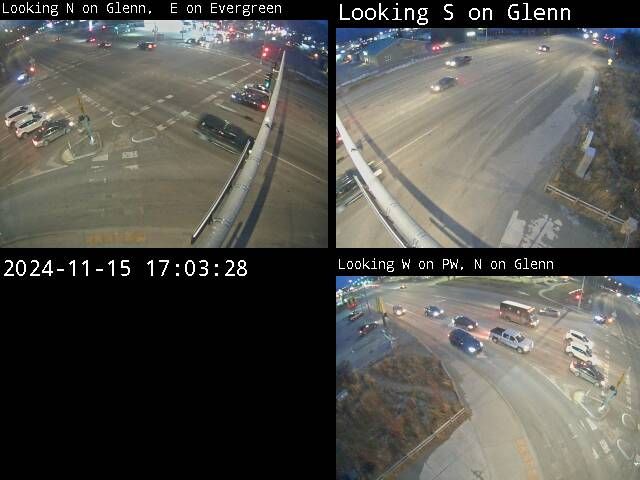 Looking N on Glenn,  E on Evergreen
Looking S on Glenn
2024-11-15 17:03:28
Looking W on PW, N on Glenn